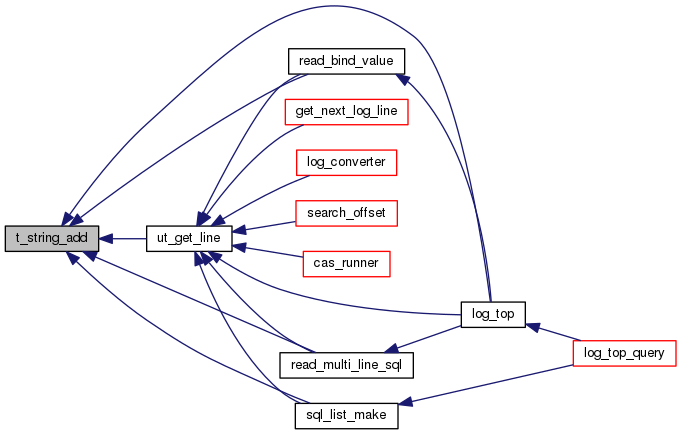 read_bind_value
get_next_log_line
log_converter
search_offset
t_string_add
ut_get_line
cas_runner
log_top
log_top_query
read_multi_line_sql
sql_list_make